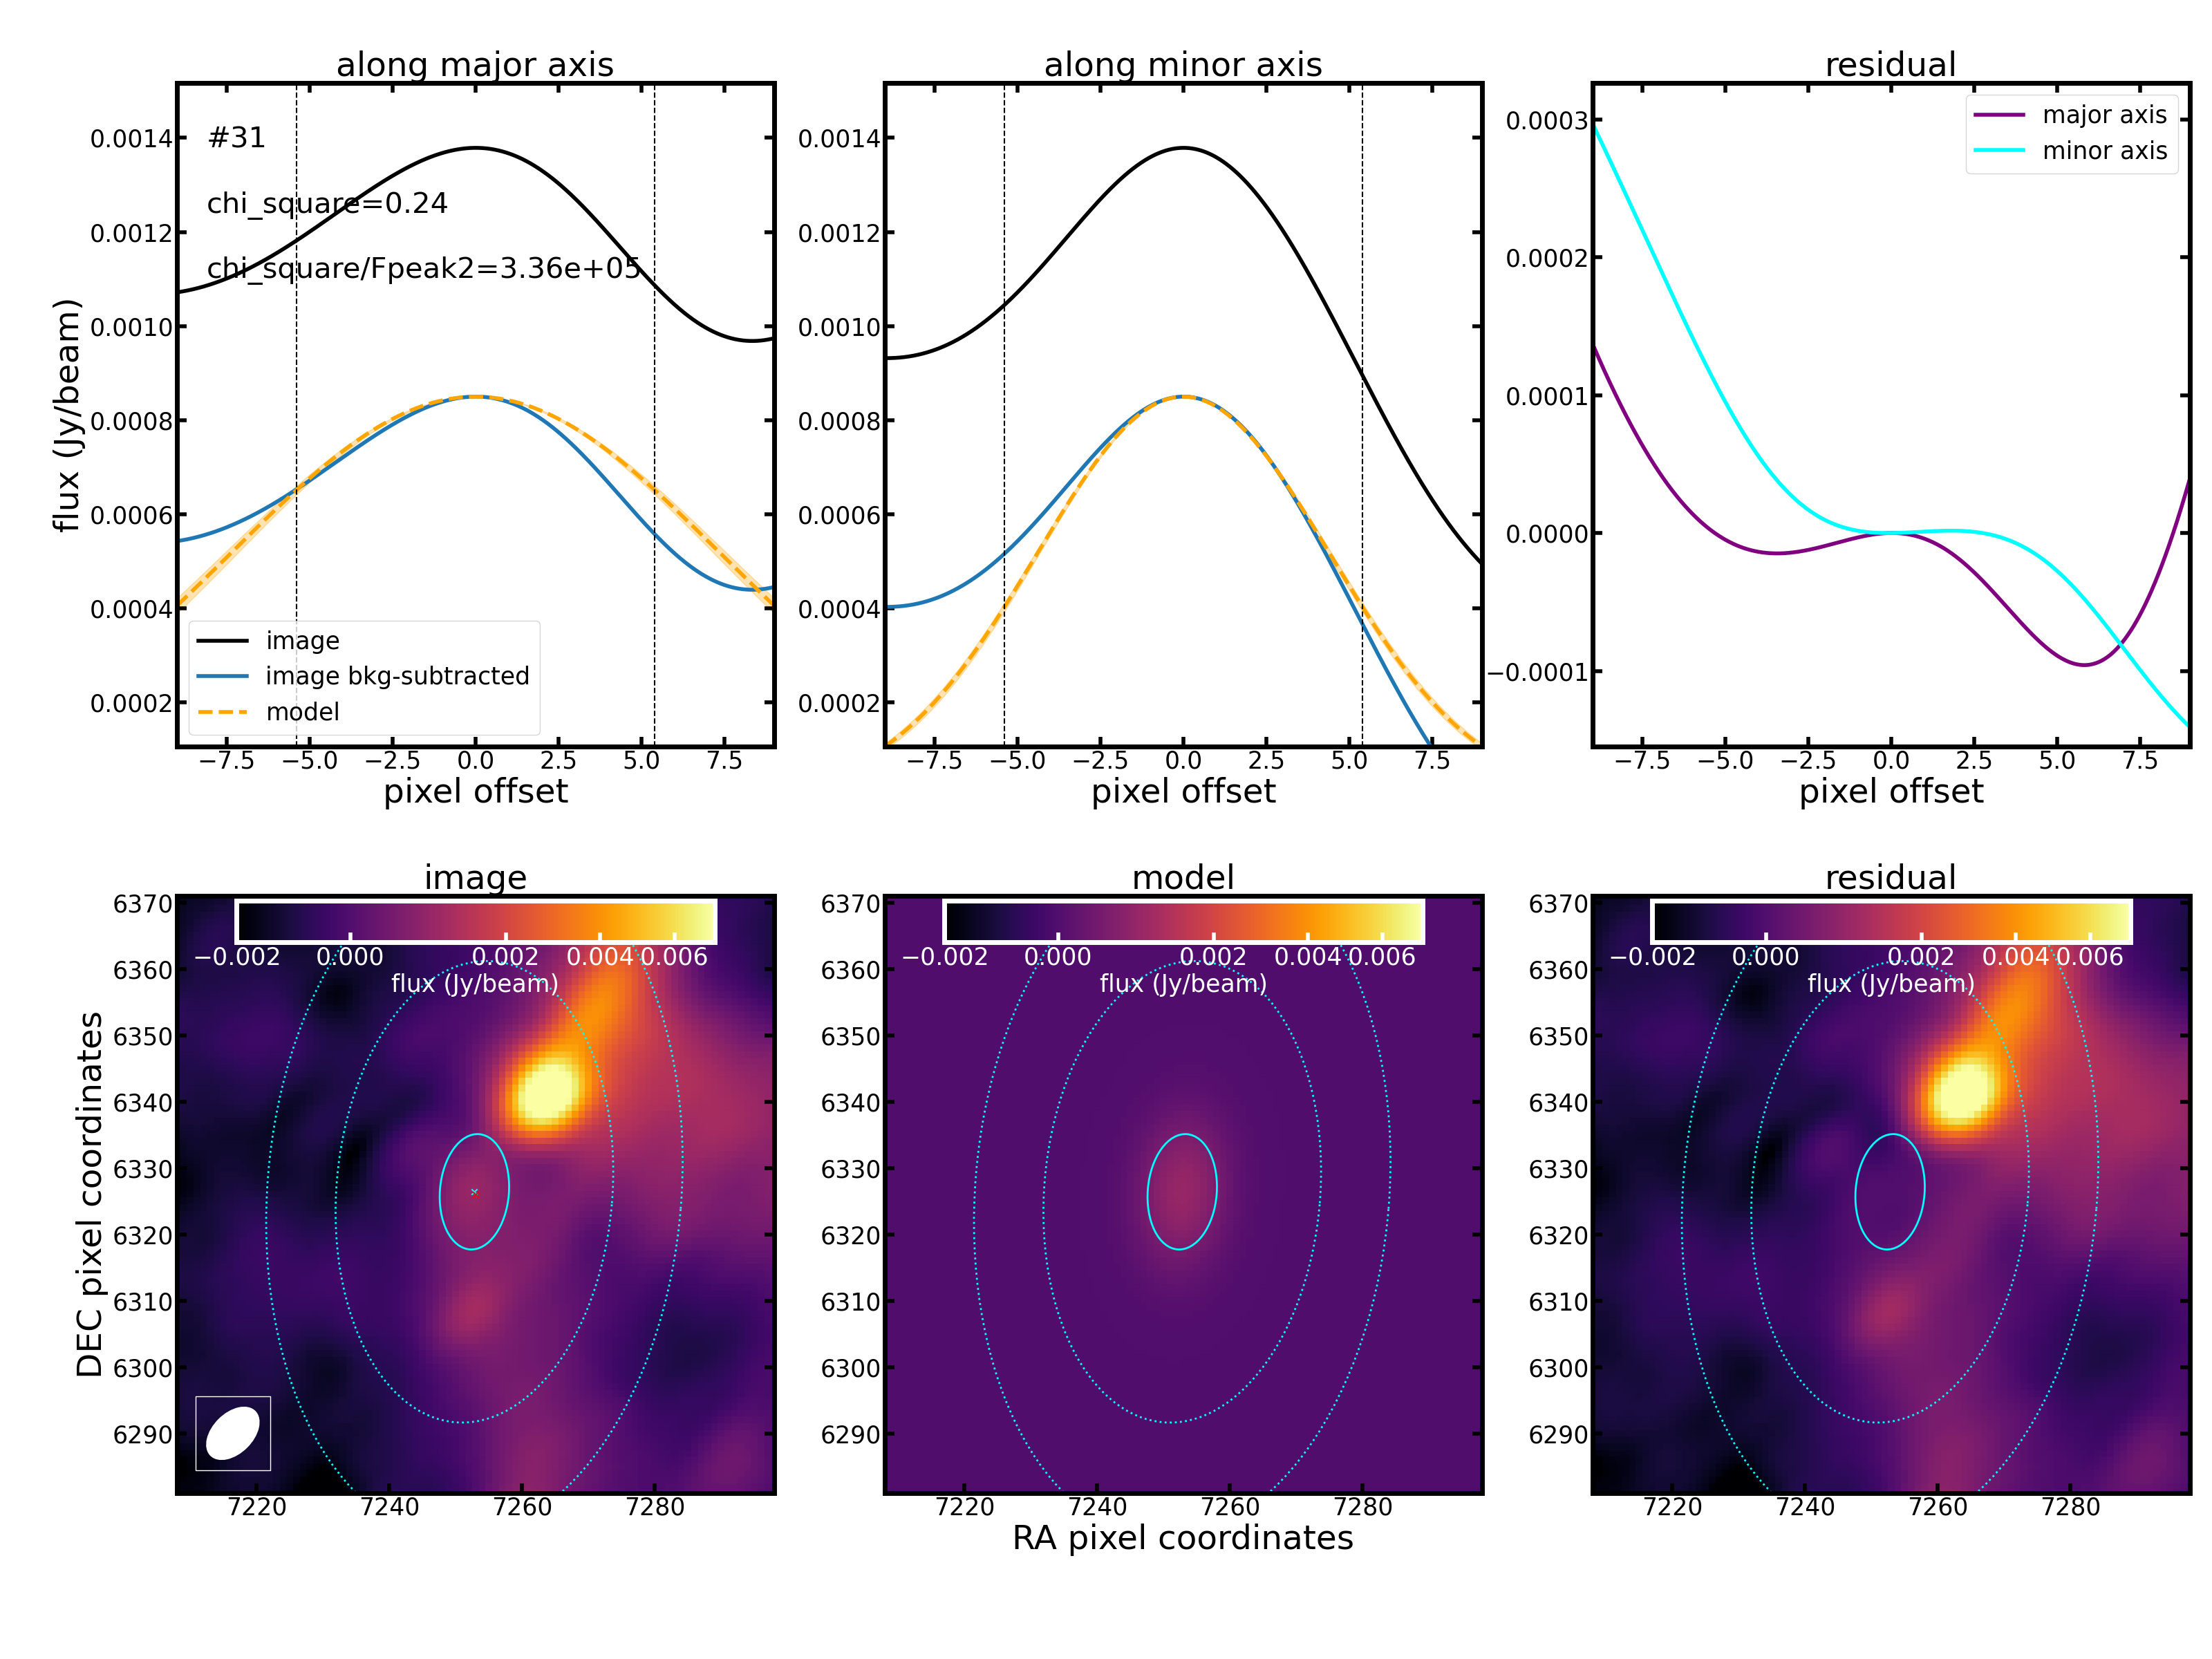 along major axis
along minor axis
residual
#31
chi_square=0.24
chi_square/Fpeak2=3.36e+05
flux (Jy/beam)
0.0014
0.0012
0.0010
0.0008
0.0006
0.0004
0.0002
image
image bkg-subtracted
model
−7.5 −5.0 −2.5 0.0 2.5 5.0 7.5
pixel offset
0.0014
0.0012
0.0010
0.0008
0.0006
0.0004
0.0002
−7.5 −5.0 −2.5 0.0 2.5 5.0 7.5
pixel offset
major axis
minor axis
0.0003
0.0002
0.0001
0.0000
−0.0001
−7.5 −5.0 −2.5 0.0 2.5 5.0 7.5
pixel offset
image
model
residual
−0.002 0.000 0.002 0.004 0.006
flux (Jy/beam)
DEC pixel coordinates
6370
6360
6350
6340
6330
6320
6310
6300
6290
7220 7240 7260 7280
−0.002 0.000 0.002 0.004 0.006
flux (Jy/beam)
6370
6360
6350
6340
6330
6320
6310
6300
6290
7220 7240 7260 7280
RA pixel coordinates
−0.002 0.000 0.002 0.004 0.006
flux (Jy/beam)
6370
6360
6350
6340
6330
6320
6310
6300
6290
7220 7240 7260 7280